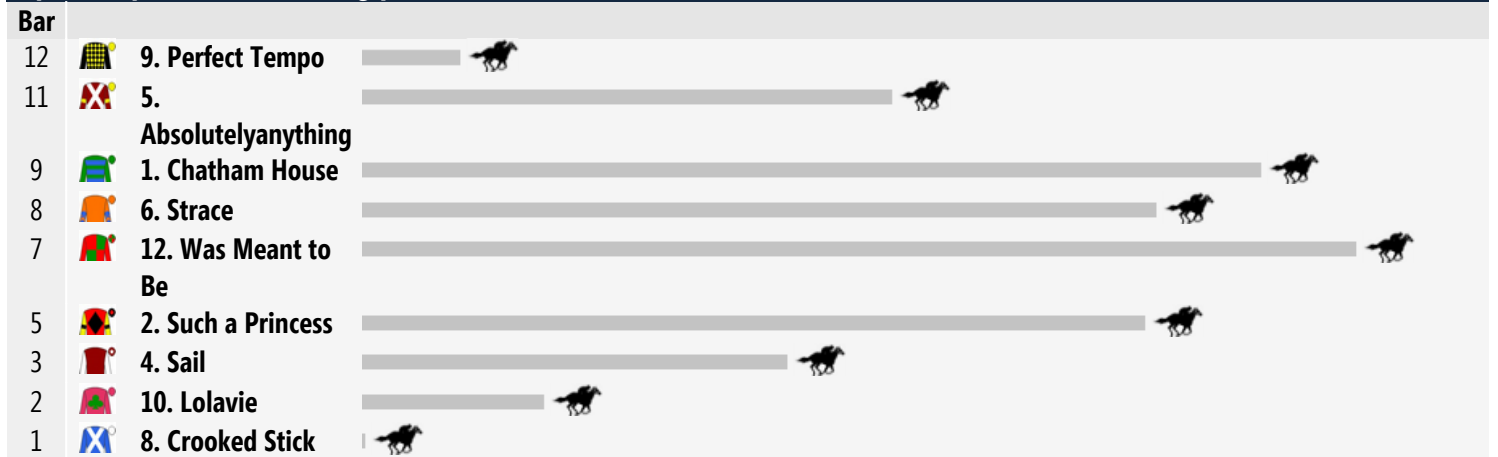 Bar
12 9. Perfect Tempo
11 5.
Absolutelyanything
9 1. Chatham House
8 6. Strace
7 12. Was Meant to
Be
5 2. Such a Princess
3 4. Sail
2 10. Lolavie
1 8. Crooked Stick